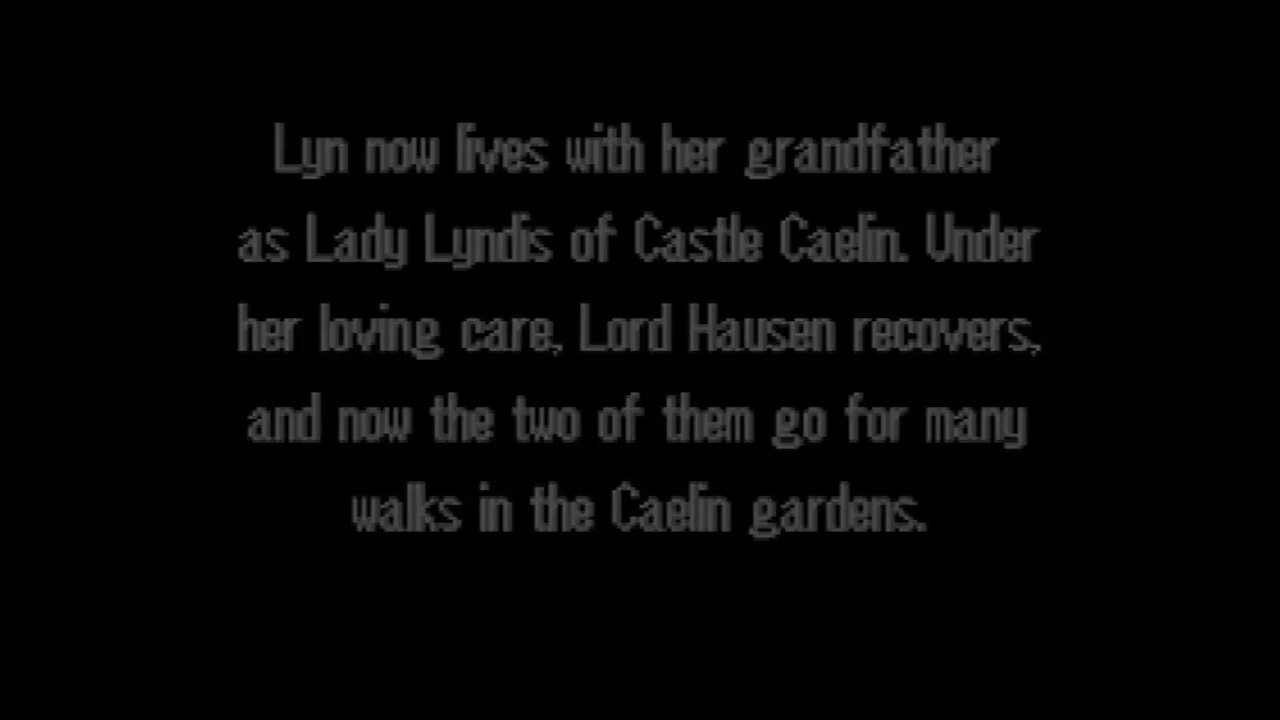 Lyn now lives with her grandfather
as Lady Lyndis of Castle Caelin. Under
her loving care, Lord Hausen recovers,
and now the two of them go for many
walks in the Caelin gardens.